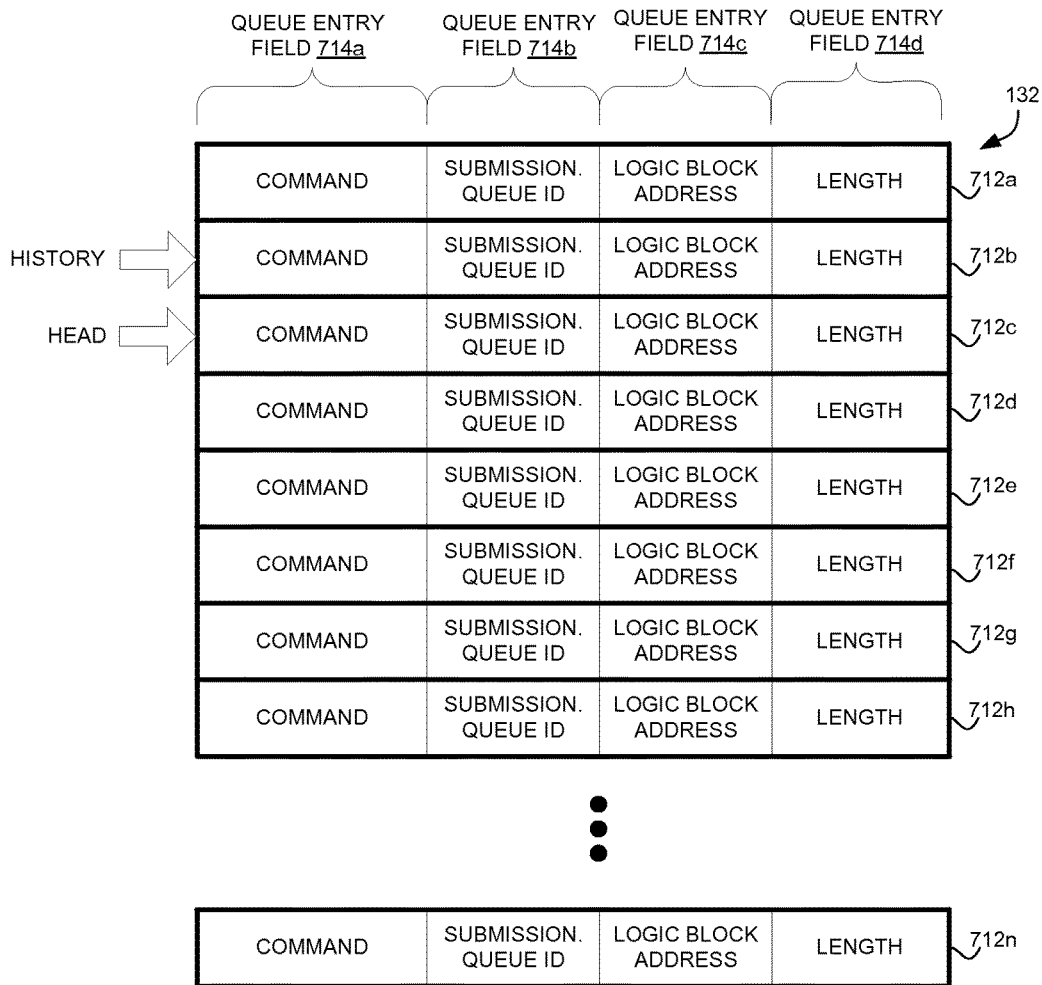 QUEUE ENTRY
FIELD 714a
QUEUE ENTRY
FIELD 714b
QUEUE ENTRY
FIELD 714c
QUEUE ENTRY
FIELD 714d
132
COMMAND
SUBMISSION.
QUEUE ID
LOGIC BLOCK
ADDRESS
LENGTH
712a
HISTORY
COMMAND
SUBMISSION.
QUEUE ID
LOGIC BLOCK
ADDRESS
LENGTH
712b
HEAD
COMMAND
SUBMISSION.
QUEUE ID
LOGIC BLOCK
ADDRESS
LENGTH
712c
COMMAND
SUBMISSION.
QUEUE ID
LOGIC BLOCK
ADDRESS
LENGTH
712d
COMMAND
SUBMISSION.
QUEUE ID
LOGIC BLOCK
ADDRESS
LENGTH
712e
COMMAND
SUBMISSION.
QUEUE ID
LOGIC BLOCK
ADDRESS
LENGTH
712f
COMMAND
SUBMISSION.
QUEUE ID
LOGIC BLOCK
ADDRESS
LENGTH
712g
COMMAND
SUBMISSION.
QUEUE ID
LOGIC BLOCK
ADDRESS
LENGTH
712h
COMMAND
SUBMISSION.
QUEUE ID
LOGIC BLOCK
ADDRESS
LENGTH
712n